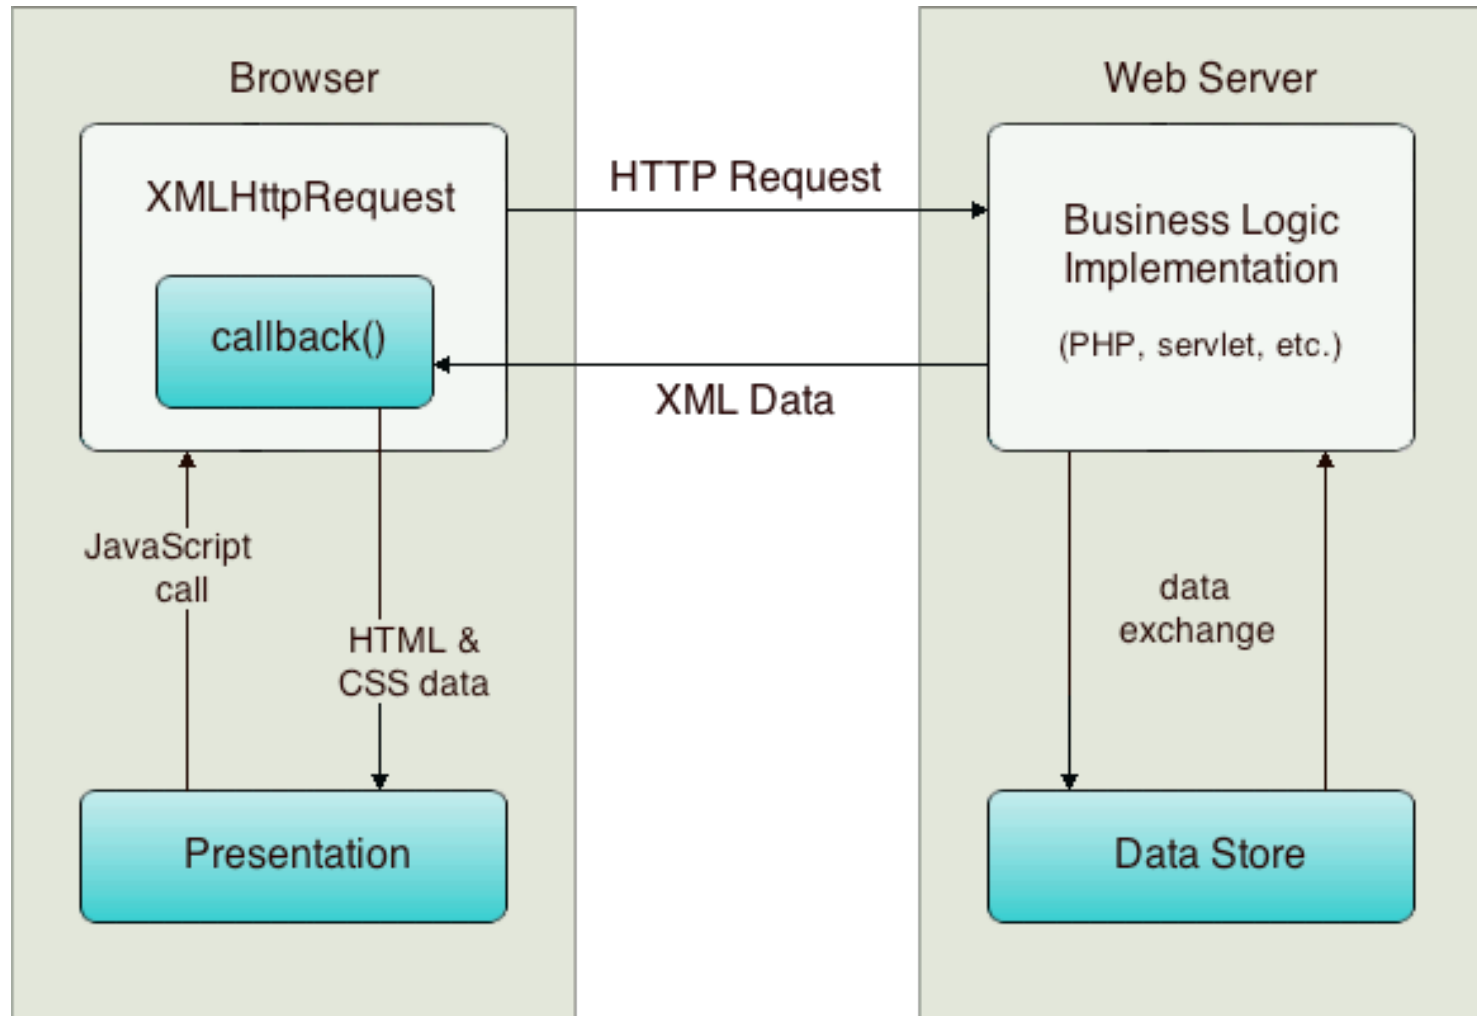 Browser
XMLHttpRequest
callback()
JavaScript
call
HTML &
CSS data
Presentation
HTTP Request
XML Data
Web Server
Business Logic
Implementation
(PHP, servlet, etc.)
data
exchange
Data Store